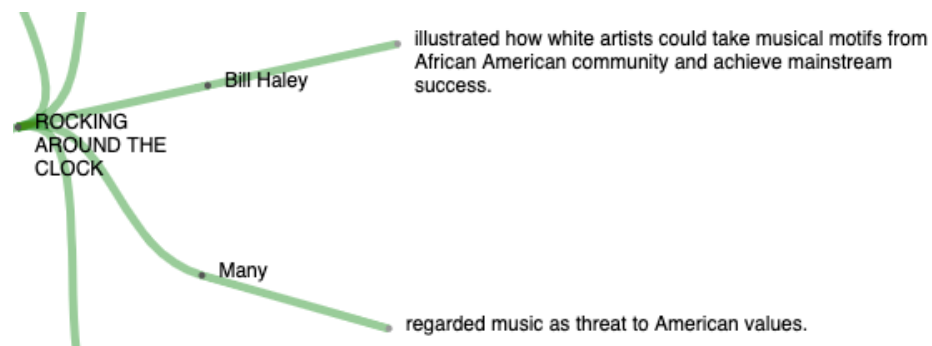 illustrated how white artists could take musical motifs from
African American community and achieve mainstream
success.
Bill Haley
ROCKING
AROUND THE
CLOCK
Many
regarded music as threat to American values.